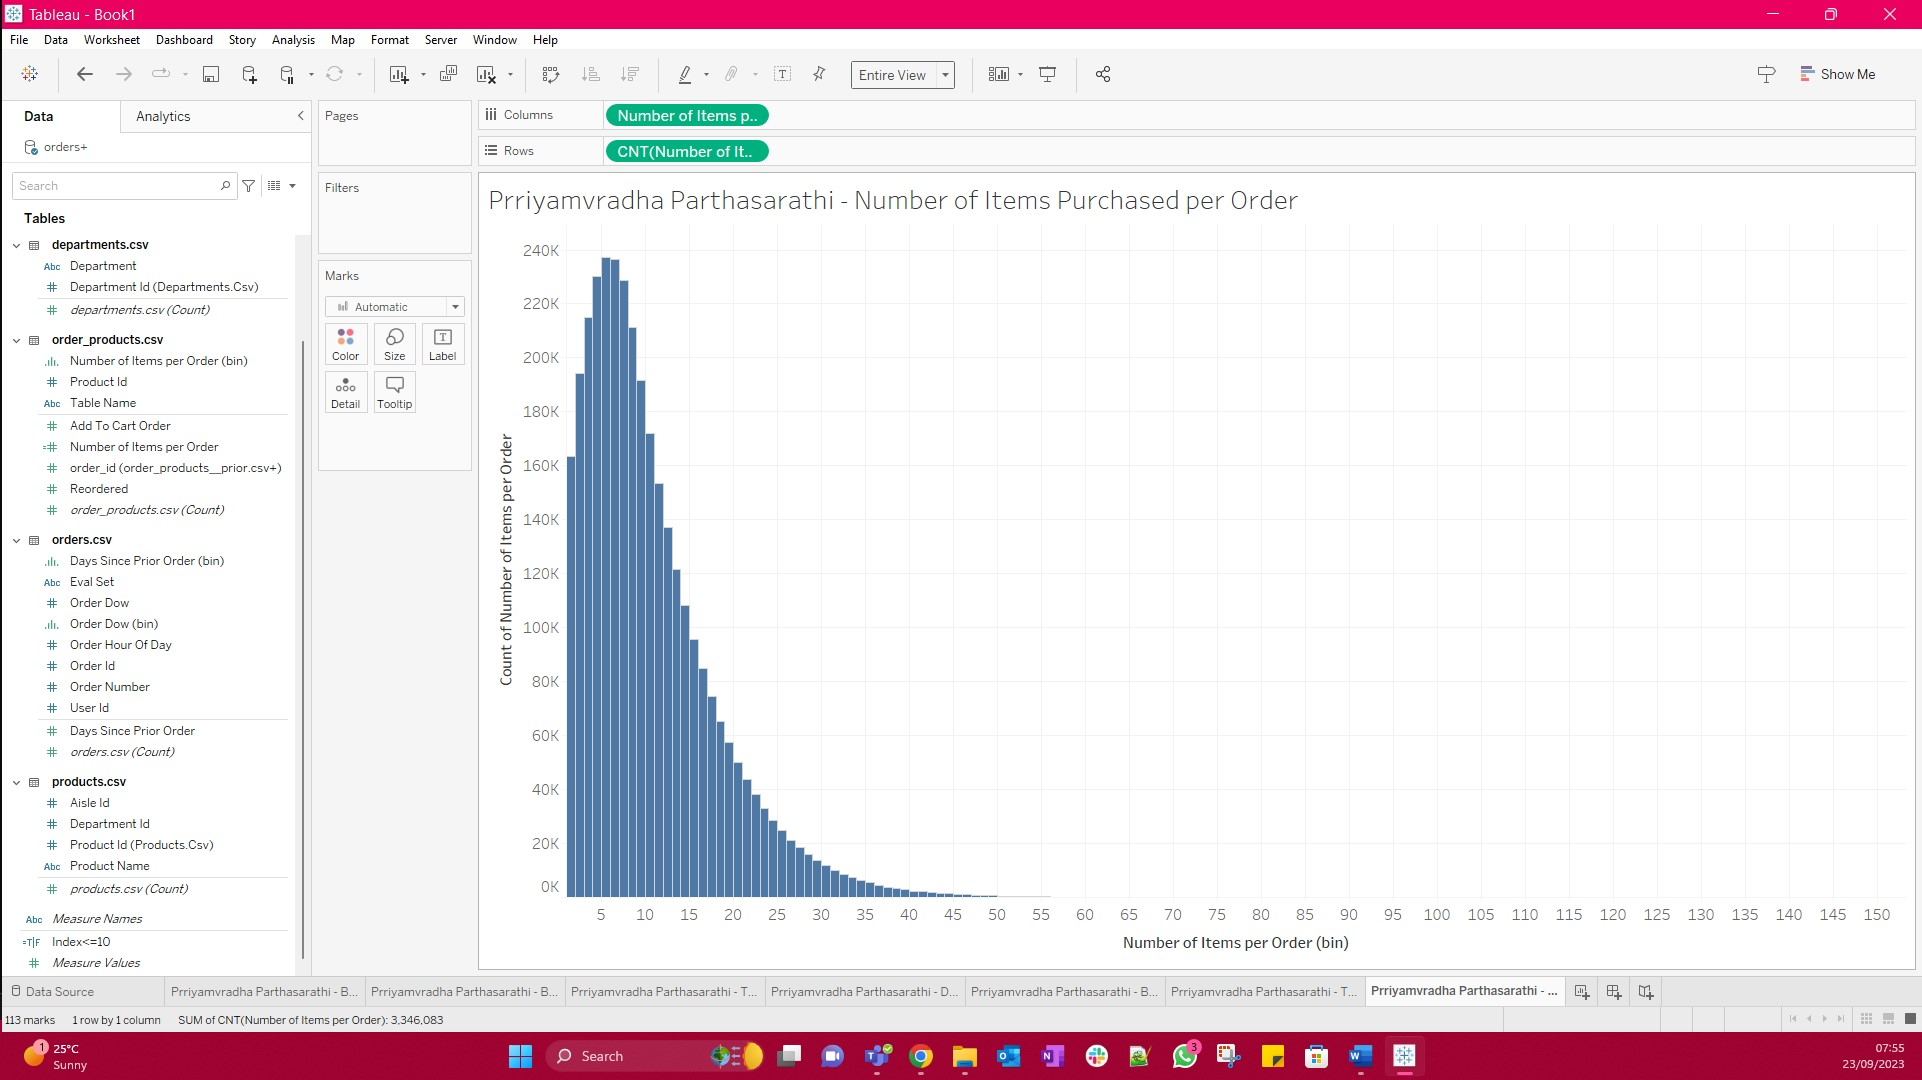 Tableau - Book1
File Data Worksheet Dashboard Story Analysis Map Format Server Window Help
Entire View
Show Me
Data Analytics
orders+
Search
Tables
departments.csv
Abc Department
Department Id (Departments.Csv)
departments.csv (Count)
order_products.csv
Number of Items per Order (bin)
Product Id
Abc Table Name
Add To Cart Order
Number of Items per Order
order_id (order_products__prior.csv+)
Reordered
order_products.csv (Count)
orders.csv
Days Since Prior Order (bin)
Abc Eval Set
Order Dow
Order Dow (bin)
Order Hour Of Day
Order Id
Order Number
User Id
Days Since Prior Order
orders.csv (Count)
products.csv
Aisle Id
Department Id
Product Id (Products.Csv)
Abc Product Name
products.csv (Count)
Abc Measure Names
=T|F Index<=10
Measure Values
Pages
Filters
Marks
Automatic
Color Size Label
Detail Tooltip
Columns Number of Items p..
Rows CNT(Number of It..
Prriyamvradha Parthasarathi - Number of Items Purchased per Order
240K
220K
200K
180K
160K
140K
120K
100K
80K
60K
40K
20K
0K
Count of Number of Items per Order
5 10 15 20 25 30 35 40 45 50 55 60 65 70 75 80 85 90 95 100 105 110 115 120 125 130 135 140 145 150
Number of Items per Order (bin)
Data Source Prriyamvradha Parthasarathi - B... Prriyamvradha Parthasarathi - B... Prriyamvradha Parthasarathi - T... Prriyamvradha Parthasarathi - D... Prriyamvradha Parthasarathi - B... Prriyamvradha Parthasarathi - T... Prriyamvradha Parthasarathi - ...
113 marks 1 row by 1 column SUM of CNT(Number of Items per Order): 3,346,083
1 25°C
Sunny
Search
3
07:55
23/09/2023